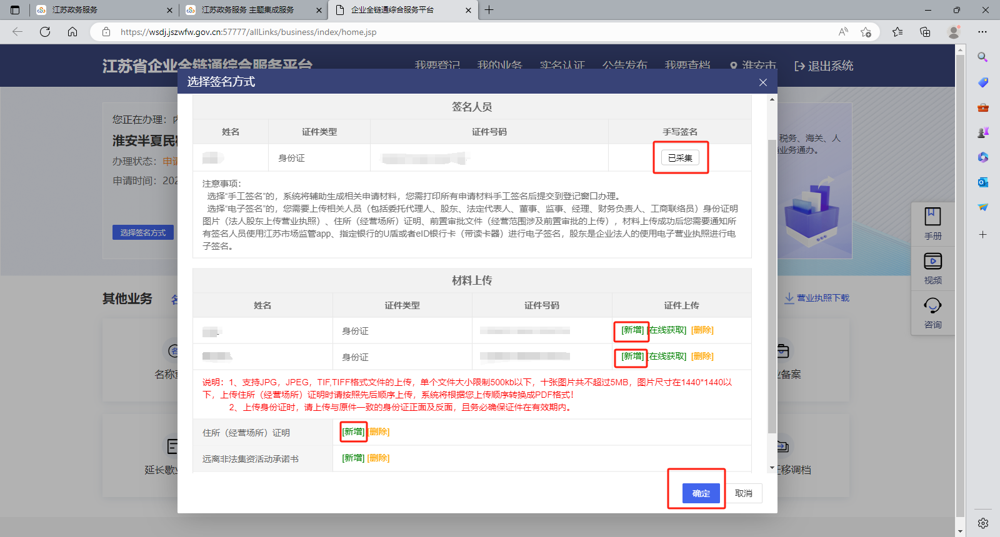 江苏政务服务
江苏政务服务 主题集成服务
企业全链通综合服务平台
https://wsdj.jszwfw.gov.cn:57777/allLinks/business/index/home.jsp
江苏省企业全链通综合服务平台
我要登记 我的业务 实名认证 公告发布 我要查档 淮安市 退出系统
选择签名方式
您正在办理：
淮安半夏民宿
办理状态：申请
申请时间：202
选择签名方式
税务、海关、人
业务通办。
签名人员
姓名 证件类型 证件号码 手写签名
身份证 已采集
注意事项：
选择“手工签名”的，系统将辅助生成相关申请材料，您需打印所有申请材料手工签名后提交到登记窗口办理。
选择“电子签名”的，您需要上传相关人员（包括委托代理人、股东、法定代表人、董事、监事、经理、财务负责人、工商联络员）身份证明
图片（法人股东上传营业执照）、住所（经营场所）证明、前置审批文件（经营范围涉及前置审批的上传），材料上传成功后您需要通知所
有签名人员使用江苏市场监管app、指定银行的U盾或者eID银行卡（带读卡器）进行电子签名，股东是企业法人的使用电子营业执照进行电
子签名。
材料上传
姓名 证件类型 证件号码 证件上传
身份证 [新增] [在线获取] [删除]
身份证 [新增] [在线获取] [删除]
说明：1、支持JPG，JPEG，TIF,TIFF格式文件的上传，单个文件大小限制500kb以下，十张图片共不超过5MB，图片尺寸在1440*1440以
下，上传住所（经营场所）证明时请按照先后顺序上传，系统将根据您上传顺序转换成PDF格式！
2、上传身份证时，请上传与原件一致的身份证正面及反面，且务必确保证件在有效期内。
住所（经营场所）证明 [新增] [删除]
远离非法集资活动承诺书 [新增] [删除]
确定 取消
手册
视频
咨询
其他业务
营业执照下载
名称
业备案
延长歇业
迁移调档